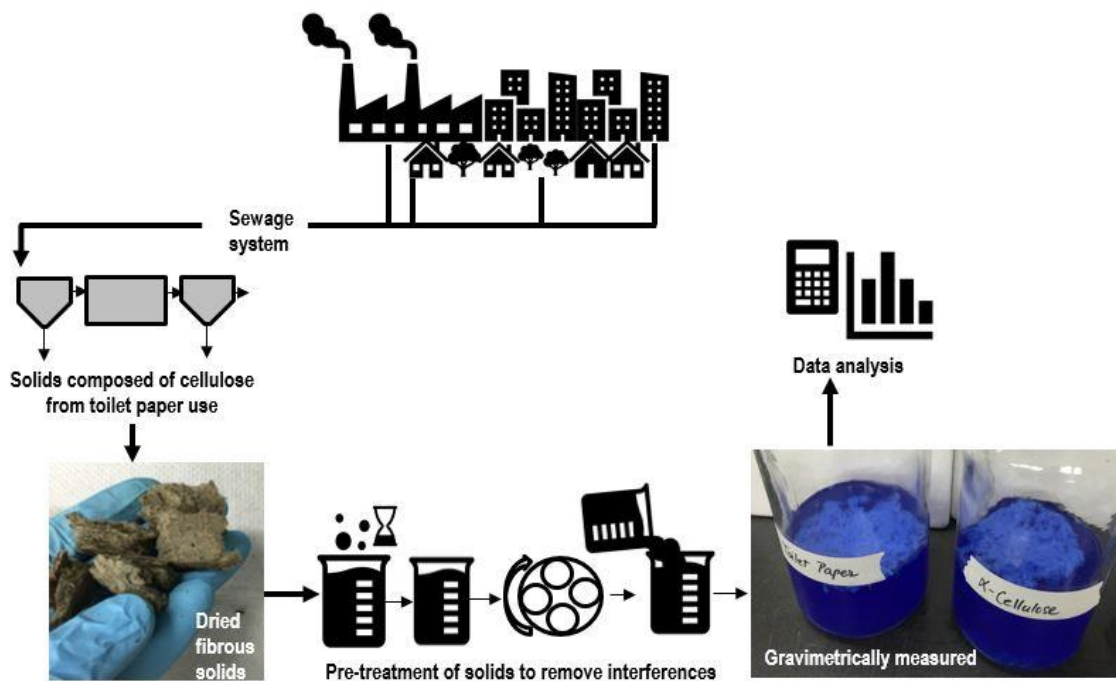 Sewage
system
Solids composed of cellulose
from toilet paper use
Dried
fibrous
solids
Pre-treatment of solids to remove interferences
Toilet Paper
α-Cellulose
Gravimetrically measured
Data analysis